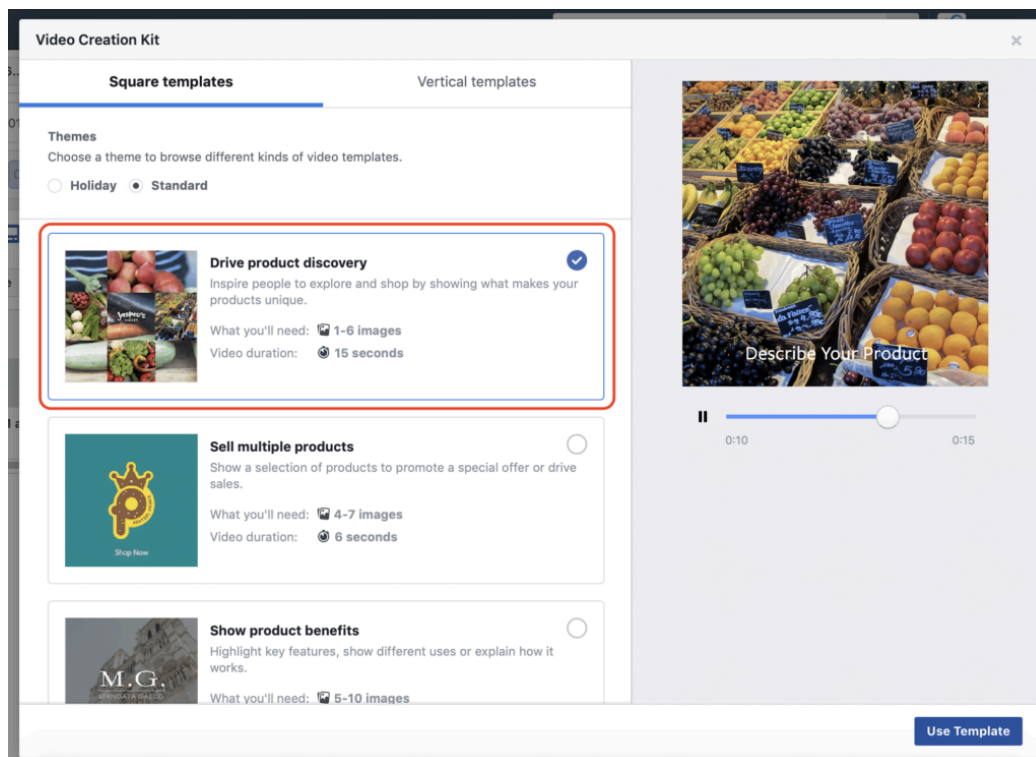 Video Creation Kit
×
Square templates
Vertical templates
Themes
Choose a theme to browse different kinds of video templates.
Holiday
Standard
Drive product discovery
Inspire people to explore and shop by showing what makes your
products unique.
What you'll need: 1-6 images
Video duration: 15 seconds
Describe Your Product
0:10
0:15
Sell multiple products
Show a selection of products to promote a special offer or drive
sales.
What you'll need: 4-7 images
Video duration: 6 seconds
Shop Now
Show product benefits
Highlight key features, show different uses or explain how it
works.
What you'll need: 5-10 images
M.G.
Use Template